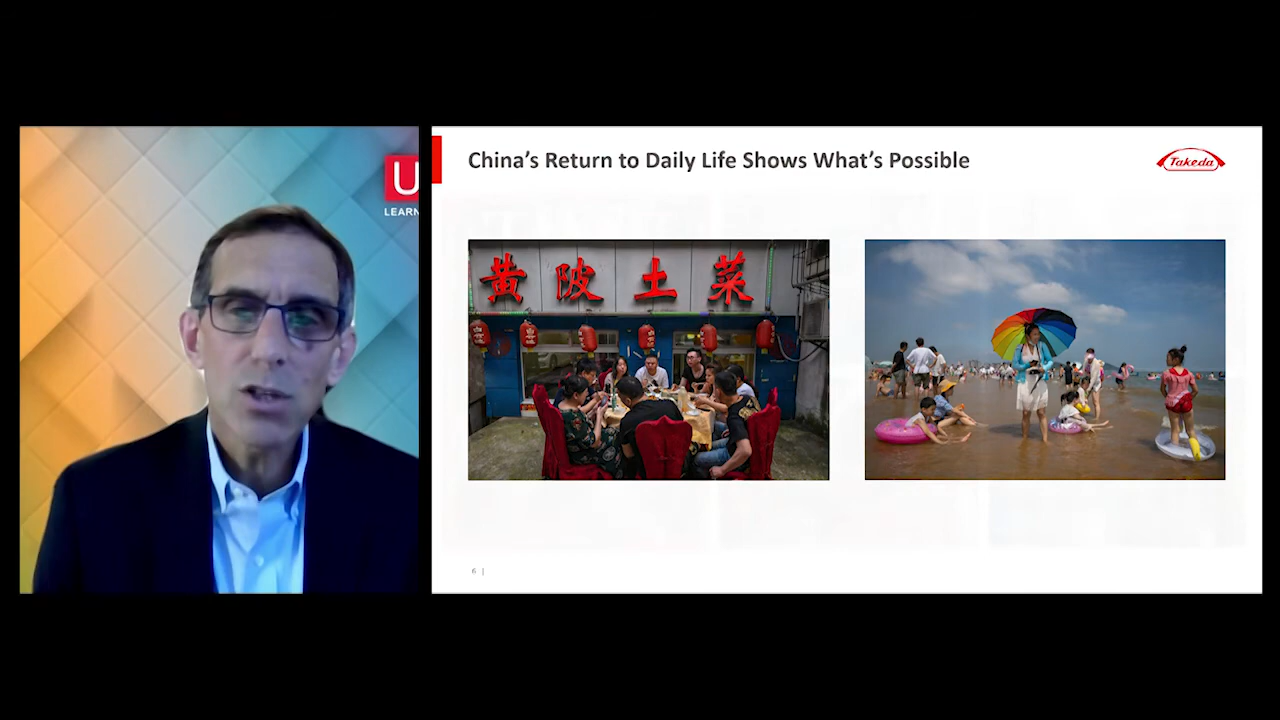 U
LEARN
China's Return to Daily Life Shows What's Possible
Takeda
黄陂土菜
6 |